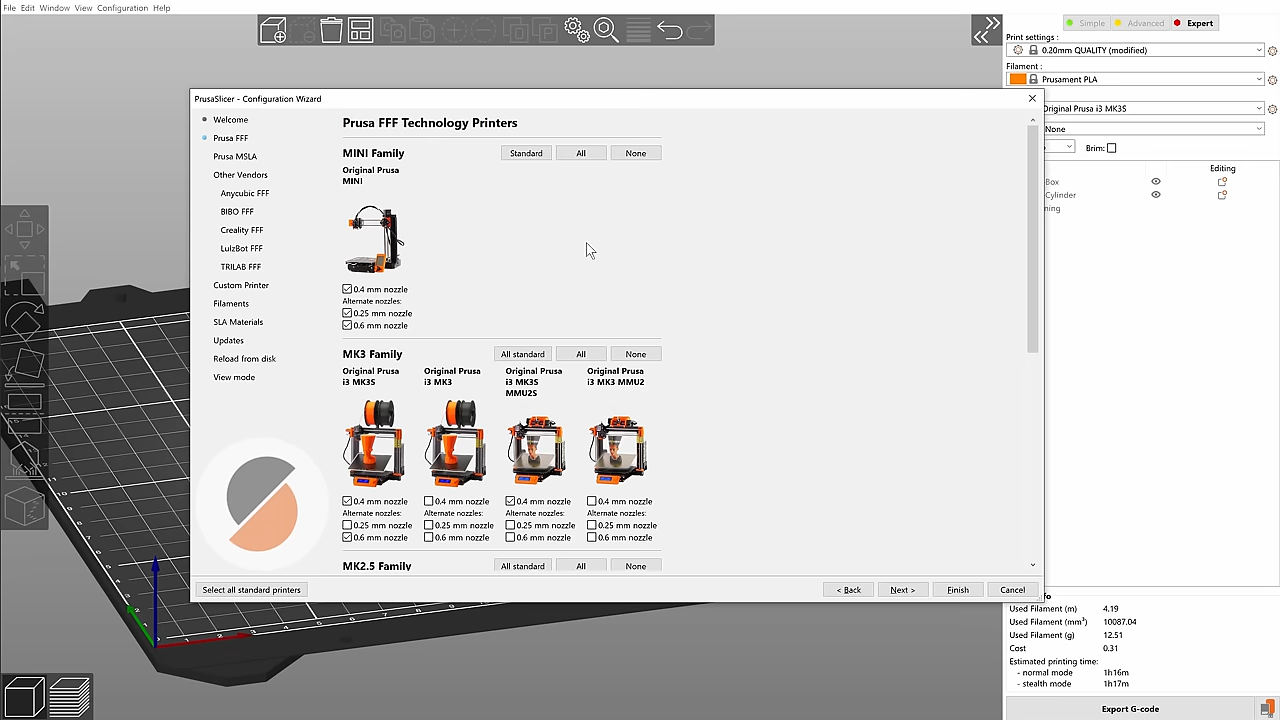 File Edit Window View Configuration Help
Simple Advanced Expert
Print settings :
0.20mm QUALITY (modified)
Filament :
Prusament PLA
Original Prusa i3 MK3S
None
Brim:
Editing
Box
Cylinder
PrusaSlicer - Configuration Wizard
Welcome
Prusa FFF
Prusa MSLA
Other Vendors
Anycubic FFF
BIBO FFF
Creality FFF
LulzBot FFF
TRILAB FFF
Custom Printer
Filaments
SLA Materials
Updates
Reload from disk
View mode
Prusa FFF Technology Printers
MINI Family Standard All None
Original Prusa
MINI
0.4 mm nozzle
Alternate nozzles:
0.25 mm nozzle
0.6 mm nozzle
MK3 Family All standard All None
Original Prusa
i3 MK3S
Original Prusa
i3 MK3
Original Prusa
i3 MK3S
MMU2S
Original Prusa
i3 MK3 MMU2
0.4 mm nozzle 0.4 mm nozzle 0.4 mm nozzle 0.4 mm nozzle
Alternate nozzles: Alternate nozzles: Alternate nozzles: Alternate nozzles:
0.25 mm nozzle 0.25 mm nozzle 0.25 mm nozzle 0.25 mm nozzle
0.6 mm nozzle 0.6 mm nozzle 0.6 mm nozzle 0.6 mm nozzle
MK2.5 Family All standard All None
Select all standard printers < Back Next > Finish Cancel
Used Filament (m) 4.19
Used Filament (mm³) 10087.04
Used Filament (g) 12.51
Cost 0.31
Estimated printing time:
- normal mode 1h16m
- stealth mode 1h17m
Export G-code